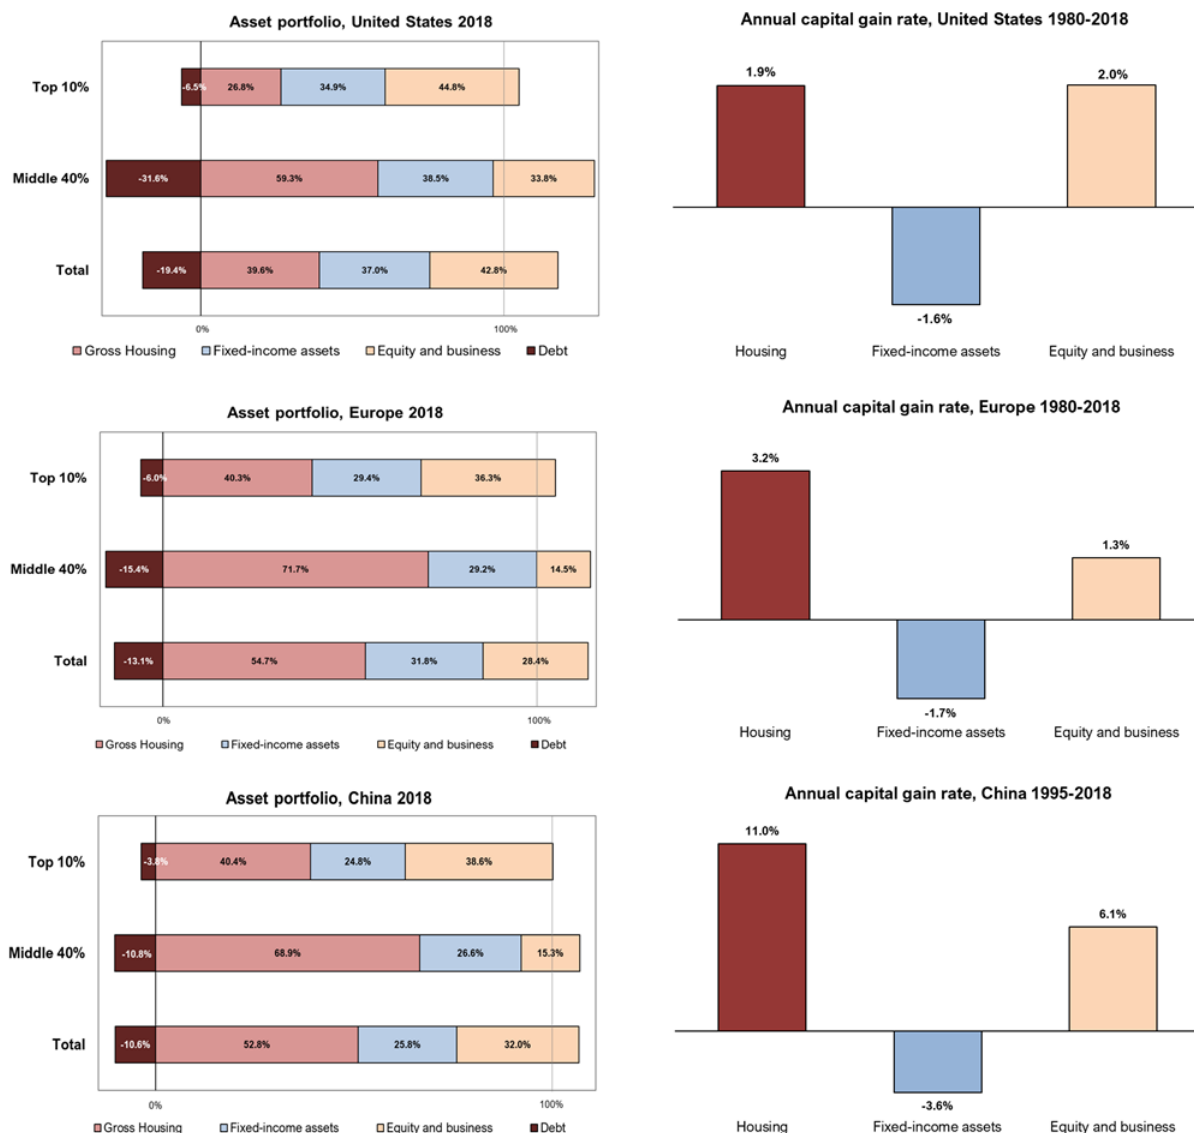 Asset portfolio, United States 2018
Top 10%
-6.5%
26.8%
34.9%
44.8%
Middle 40%
-31.6%
59.3%
38.5%
33.8%
Total
-19.4%
39.6%
37.0%
42.8%
0%
100%
Gross Housing
Fixed-income assets
Equity and business
Debt
Annual capital gain rate, United States 1980-2018
1.9%
2.0%
-1.6%
Housing
Fixed-income assets
Equity and business
Asset portfolio, Europe 2018
Top 10%
-6.0%
40.3%
29.4%
36.3%
Middle 40%
-15.4%
71.7%
29.2%
14.5%
Total
-13.1%
54.7%
31.8%
28.4%
0%
100%
Gross Housing
Fixed-income assets
Equity and business
Debt
Annual capital gain rate, Europe 1980-2018
3.2%
1.3%
-1.7%
Housing
Fixed-income assets
Equity and business
Asset portfolio, China 2018
Top 10%
-3.8%
40.4%
24.8%
38.6%
Middle 40%
-10.8%
68.9%
26.6%
15.3%
Total
-10.6%
52.8%
25.8%
32.0%
0%
100%
Gross Housing
Fixed-income assets
Equity and business
Debt
Annual capital gain rate, China 1995-2018
11.0%
6.1%
-3.6%
Housing
Fixed-income assets
Equity and business